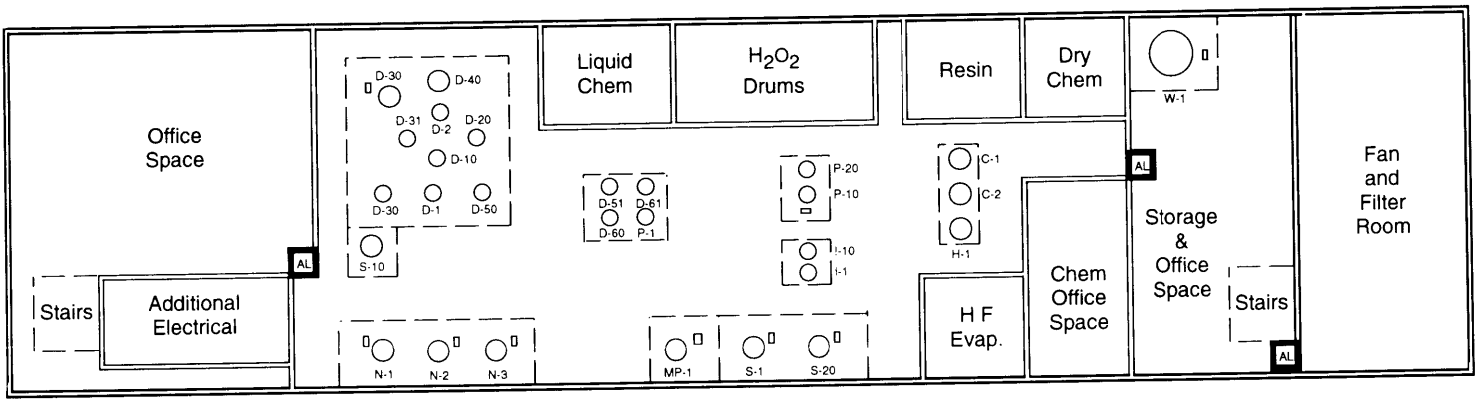 Office
Space
D-30
D-40
D-31
D-2
D-20
D-10
D-30
D-1
D-50
S-10
AL
Stairs
Additional
Electrical
N-1
N-2
N-3
Liquid
Chem
H2O2
Drums
D-51
D-61
D-60
P-1
P-20
P-10
I-10
I-1
MP-1
S-1
S-20
Resin
Dry
Chem
C-1
C-2
H-1
H F
Evap.
Chem
Office
Space
W-1
AL
Storage
&
Office
Space
Stairs
AL
Fan
and
Filter
Room